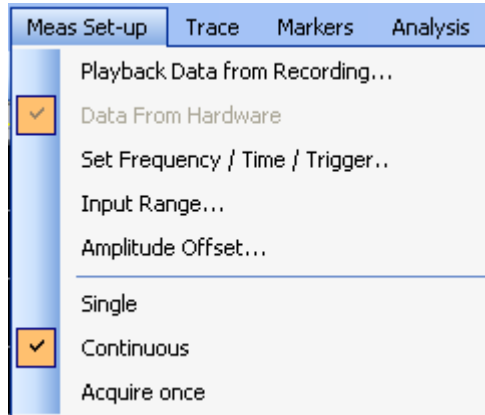 Meas Set-up Trace Markers Analysis
Playback Data from Recording...
Data From Hardware
Set Frequency / Time / Trigger..
Input Range...
Amplitude Offset...
Single
Continuous
Acquire once